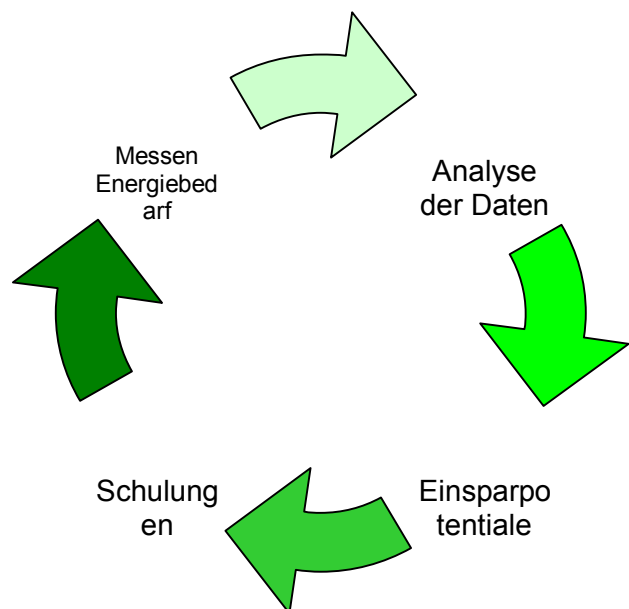 Messen
Energiebed
arf
Analyse
der Daten
Einsparpo
tentiale
Schulung
en